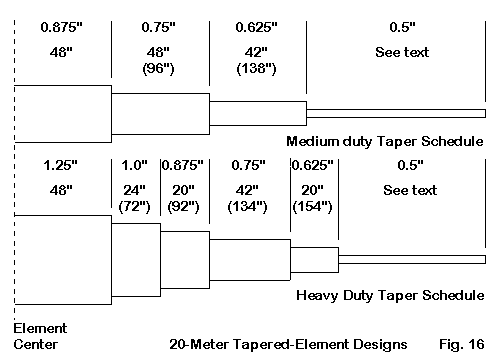 0.875" 0.75" 0.625" 0.5"
48" 48" 42" See text
(96") (138")
Medium duty Taper Schedule
1.25" 1.0" 0.875" 0.75" 0.625" 0.5"
48" 24" 20" 42" 20" See text
(72") (92") (134") (154")
Heavy Duty Taper Schedule
Element
Center 20-Meter Tapered-Element Designs Fig. 16